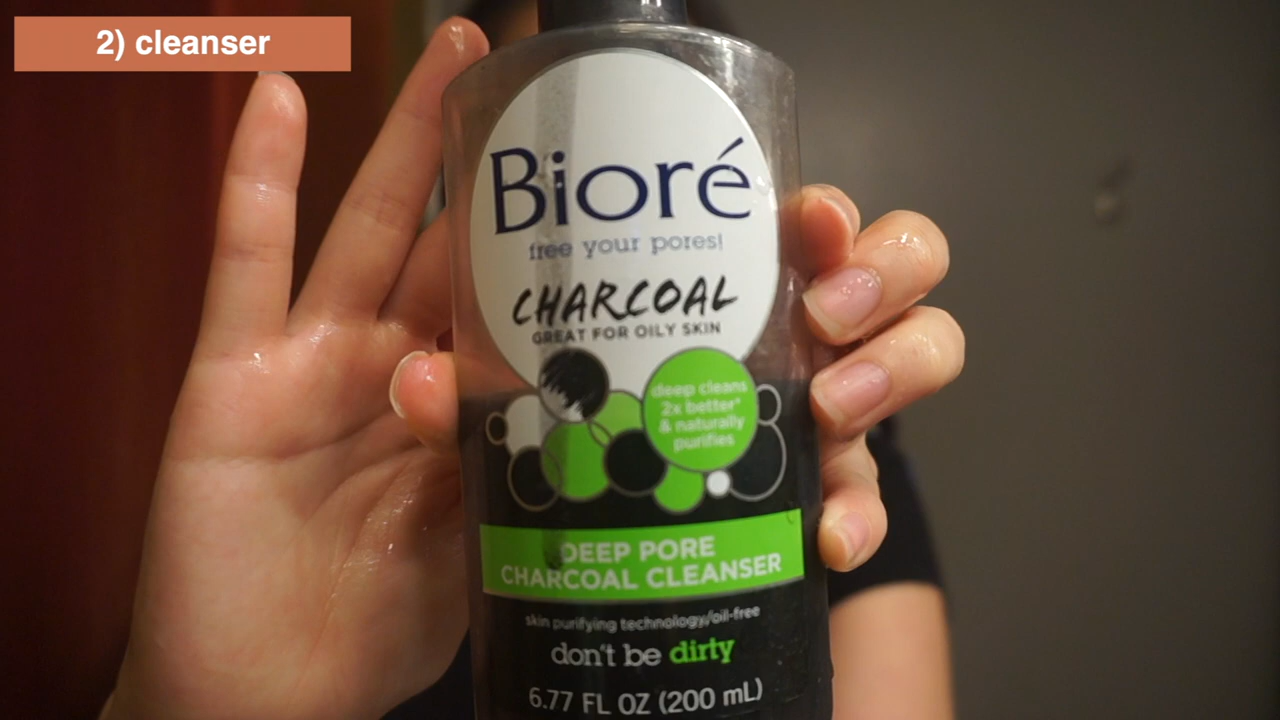 2) cleanser
Bioré
free your pores!
CHARCOAL
GREAT FOR OILY SKIN
deep cleans
2x better*
& naturally
purifies
DEEP PORE
CHARCOAL CLEANSER
skin purifying technology/oil-free
don't be dirty
6.77 FL OZ (200 mL)